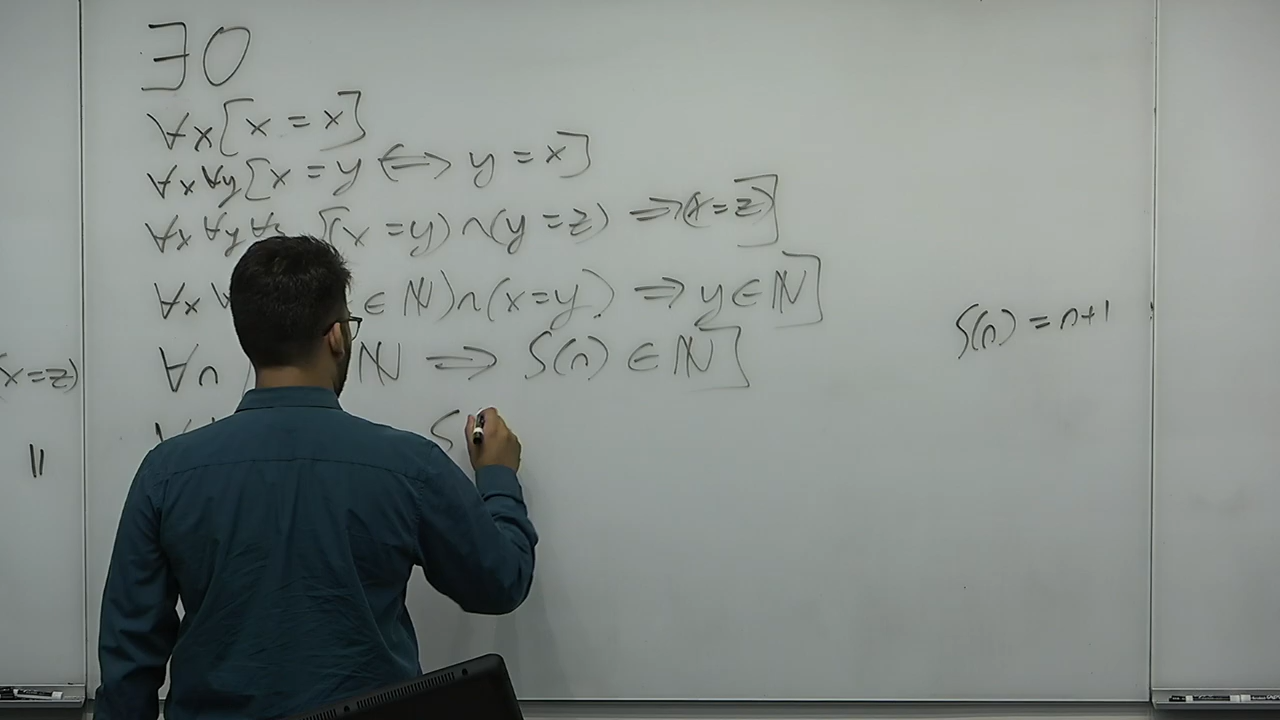 (x=z)
||
∃0
∀x[x=x]
∀x∀y[x=y⟺y=x]
∀x∀y∀z[(x=y)∧(y=z)⟹(x=z)]
∀x ∈ℕ)∧(x=y)⟹y∈ℕ]
∀n ℕ⟹S(n)∈ℕ]
S
S(n)=n+1